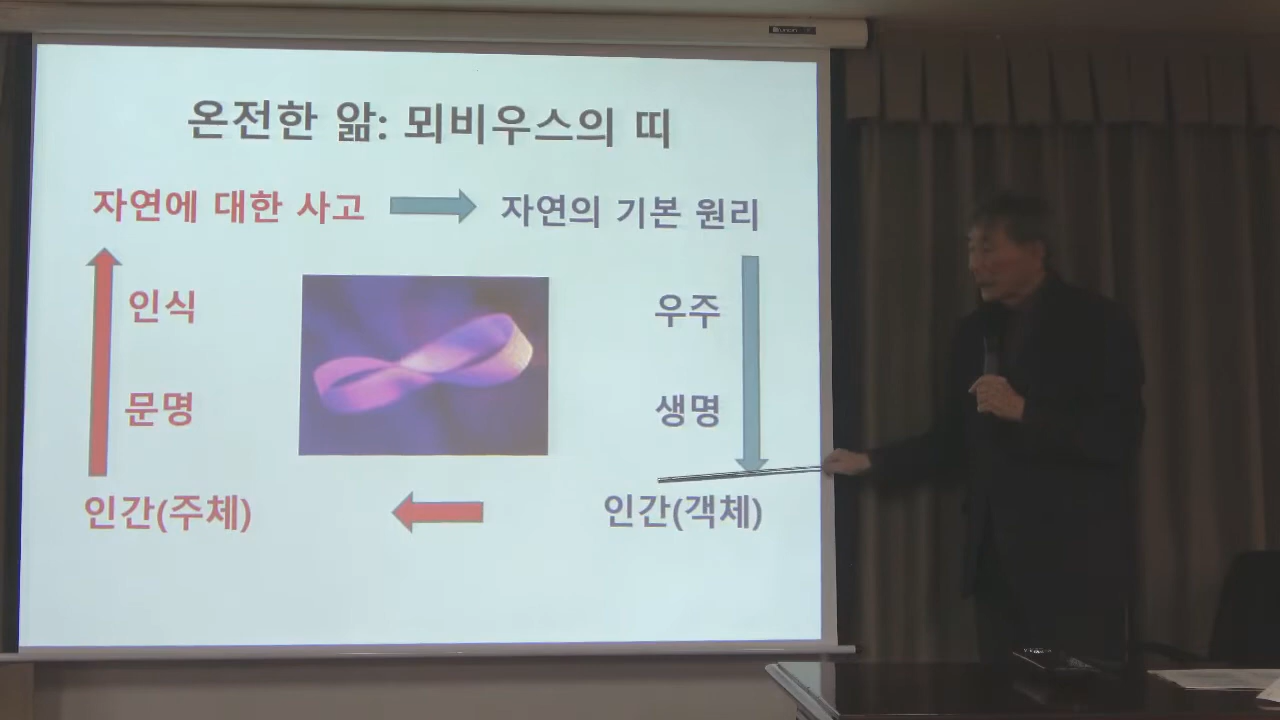 온전한 앎: 뫼비우스의 띠
자연에 대한 사고
자연의 기본 원리
인식
우주
문명
생명
인간(주체)
인간(객체)